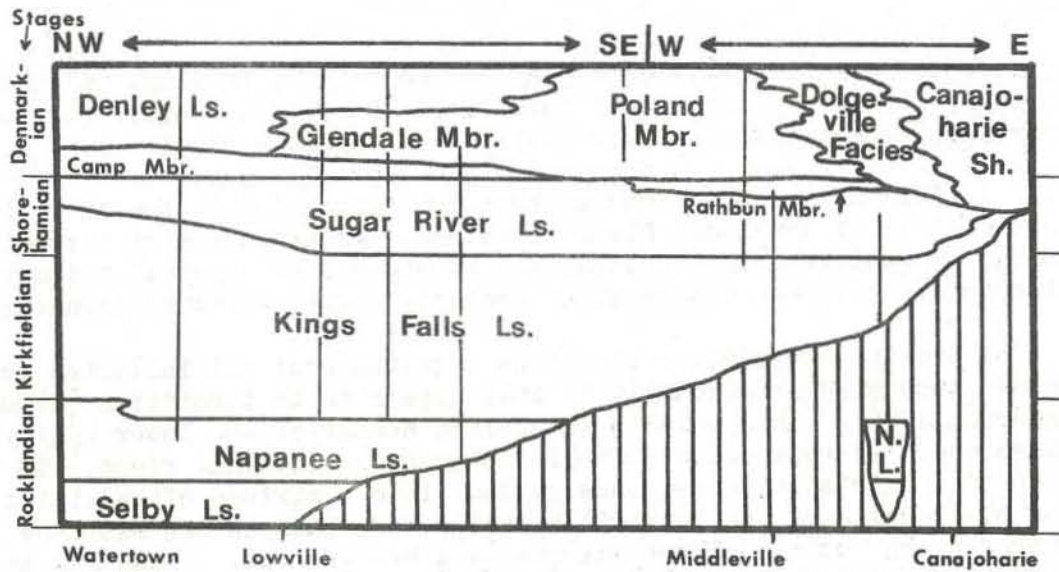 Stages
NW
SE
W
E
Denmark-
ian
Denley Ls.
Glendale Mbr.
Poland
Mbr.
Dolge-
ville
Facies
Canajo-
harie
Sh.
Camp Mbr.
Rathbun Mbr.
Shore-
hamian
Sugar River Ls.
Kirkfieldian
Kings Falls Ls.
Rocklandian
Napanee Ls.
N.
L.
Selby Ls.
Watertown
Lowville
Middleville
Canajoharie